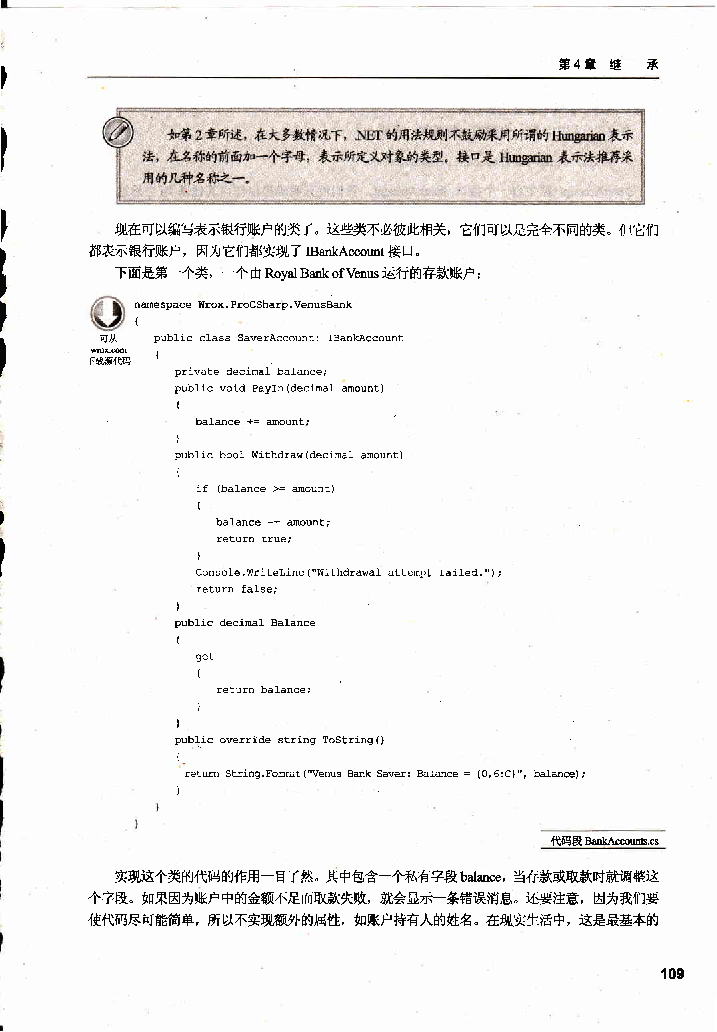 第4章 继 承
如第2章所述，在大多数情况下，.NET的用法规则不鼓励采用所谓的Hungarian表示
法，在名称的前面加一个字母，表示所定义对象的类型。接口是Hungarian表示法推荐采
用的几种名称之一。
现在可以编写表示银行账户的类了。这些类不必彼此相关，它们可以是完全不同的类。但它们
都表示银行账户，因为它们都实现了IBankAccount接口。
下面是第一个类，一个由Royal Bank of Venus运行的存款账户：
可从
wrox.com
下载源代码
namespace Wrox.ProCSharp.VenusBank
{
public class SaverAccount: IBankAccount
{
private decimal balance;
public void PayIn(decimal amount)
{
balance += amount;
}
public bool Withdraw(decimal amount)
{
if (balance >= amount)
{
balance -= amount;
return true;
}
Console.WriteLine("Withdrawal attempt failed.");
return false;
}
public decimal Balance
{
get
{
return balance;
}
}
public override string ToString()
{
return String.Format("Venus Bank Saver: Balance = {0,6:C}", balance);
}
}
}
代码段BankAccounts.cs
实现这个类的代码的作用一目了然。其中包含一个私有字段balance，当存款或取款时就调整这
个字段。如果因为账户中的金额不足而取款失败，就会显示一条错误消息。还要注意，因为我们要
使代码尽可能简单，所以不实现额外的属性，如账户持有人的姓名。在现实生活中，这是最基本的
109